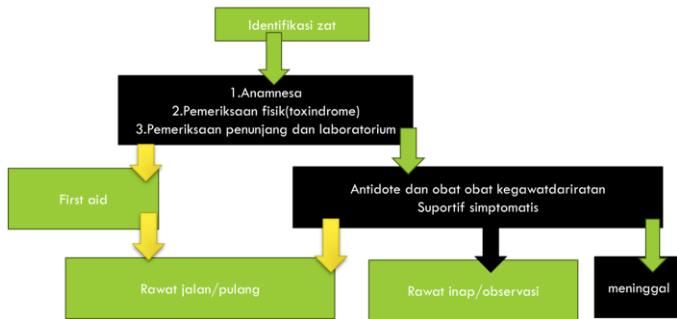 Identifikasi zat
1.Anamnesa
2.Pemeriksaan fisik(toxindrome)
3.Pemeriksaan penunjang dan laboratorium
First aid
Antidote dan obat obat kegawatdariratan
Suportif simptomatis
Rawat jalan/pulang
Rawat inap/observasi
meninggal